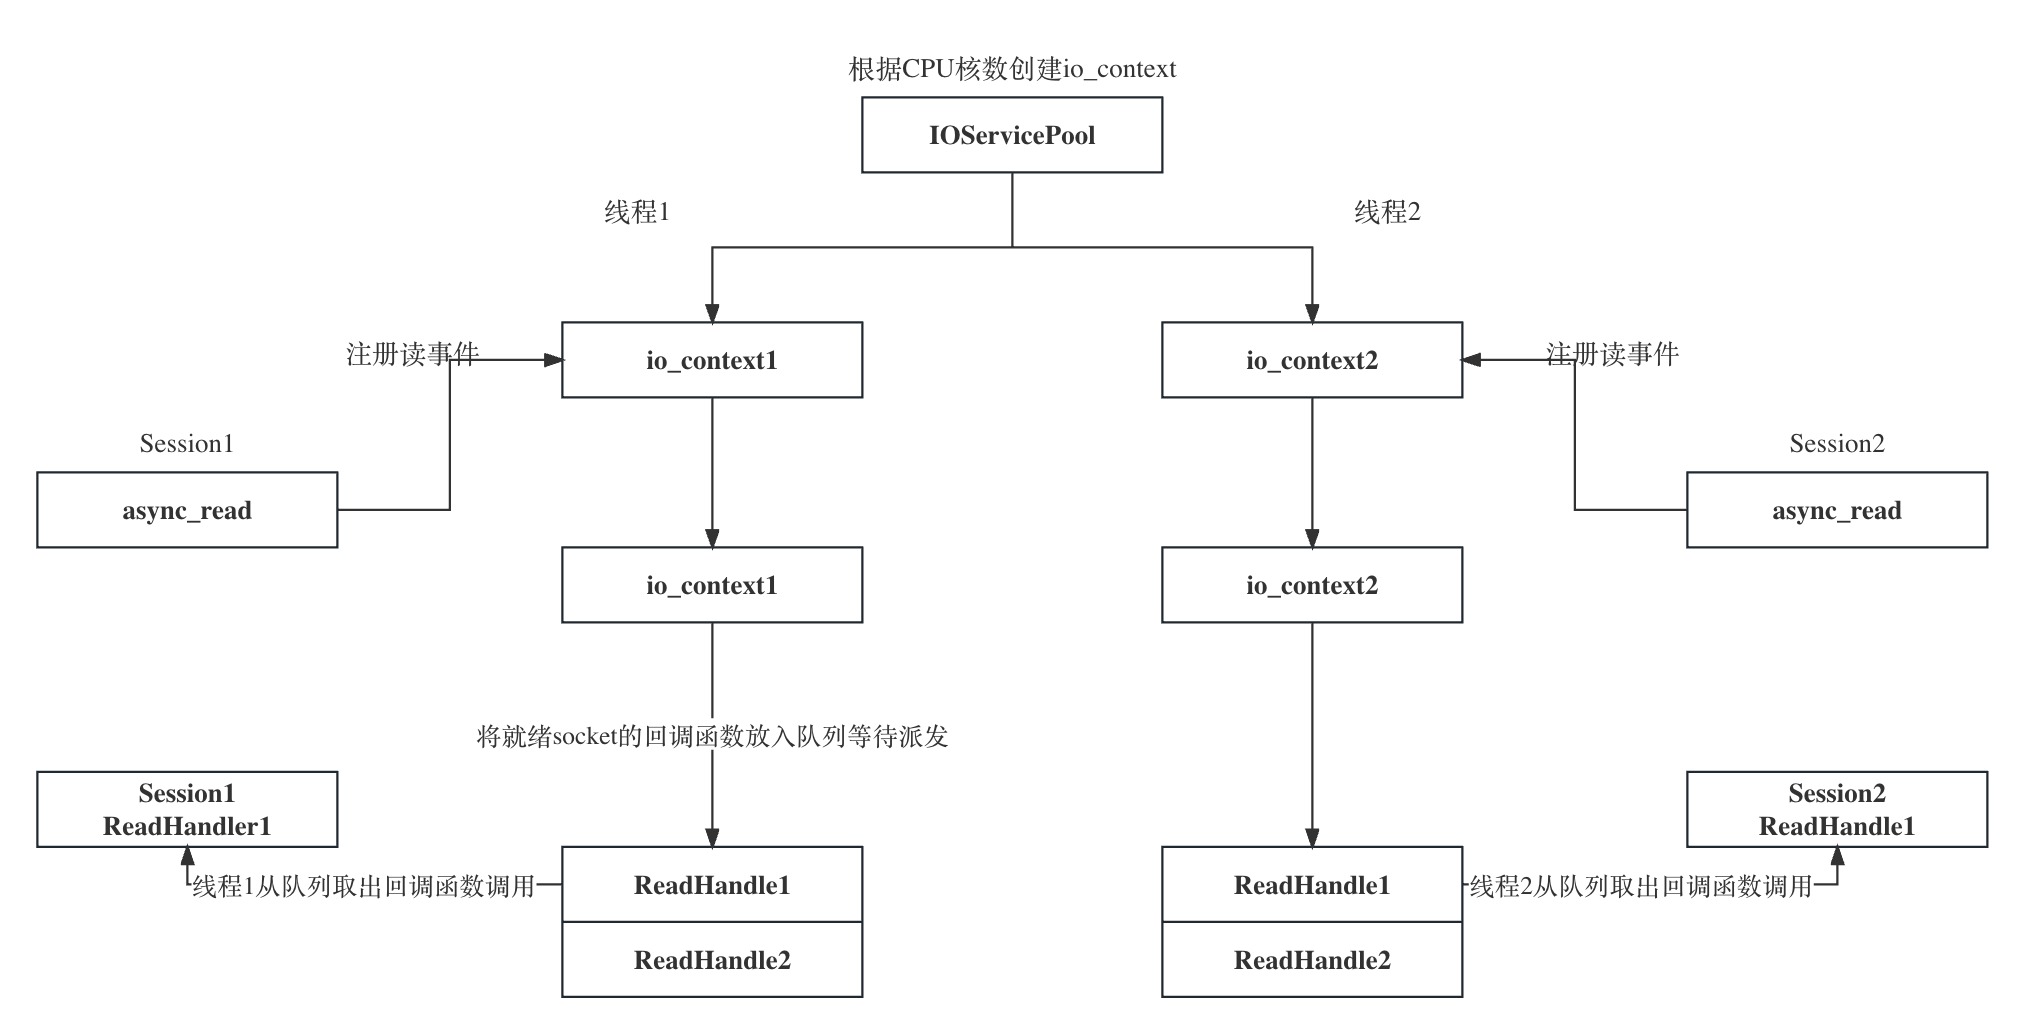 根据CPU核数创建io_context
IOServicePool
线程1
线程2
注册读事件
io_context1
io_context2
注册读事件
Session1
Session2
async_read
async_read
io_context1
io_context2
将就绪socket的回调函数放入队列等待派发
Session1
ReadHandler1
Session2
ReadHandle1
线程1从队列取出回调函数调用
ReadHandle1
ReadHandle1
线程2从队列取出回调函数调用
ReadHandle2
ReadHandle2